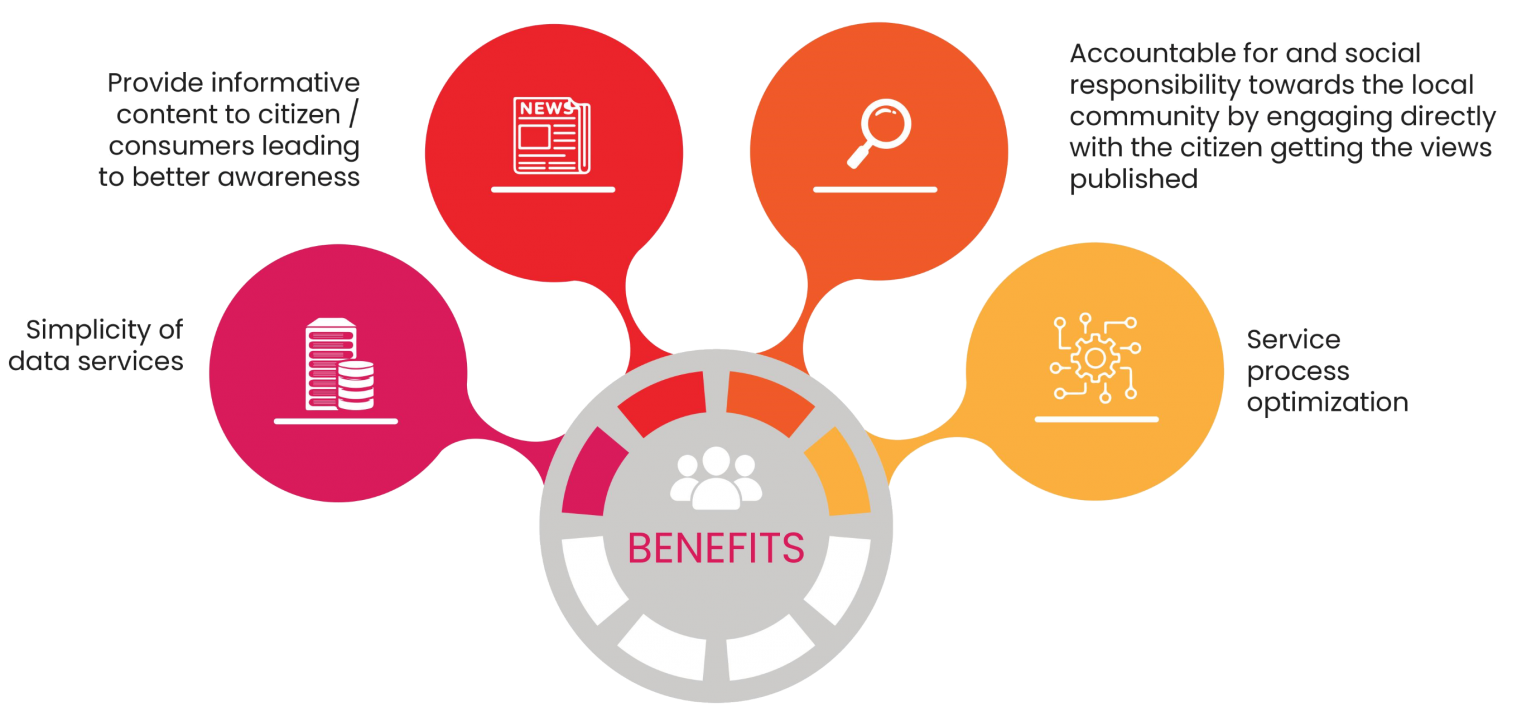 Provide informative
content to citizen /
consumers leading
to better awareness
NEWS
Accountable for and social
responsibility towards the local
community by engaging directly
with the citizen getting the views
published
Simplicity of
data services
Service
process
optimization
BENEFITS